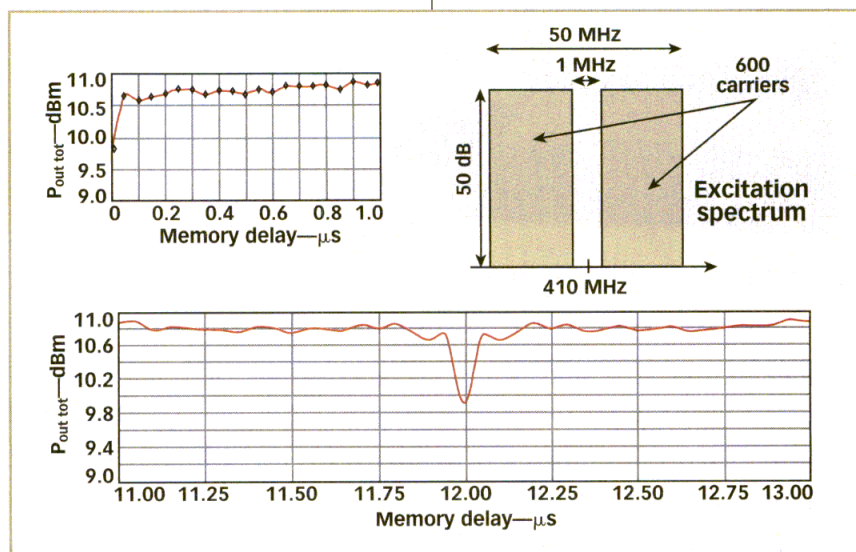 11.0
10.5
10.0
9.5
9.0
P out tot—dBm
0 0.2 0.4 0.6 0.8 1.0
Memory delay—μs
50 MHz
1 MHz
600
carriers
50 dB
Excitation
spectrum
410 MHz
11.0
10.6
10.2
9.8
9.4
9.0
P out tot—dBm
11.00 11.25 11.50 11.75 12.00 12.25 12.50 12.75 13.00
Memory delay—μs